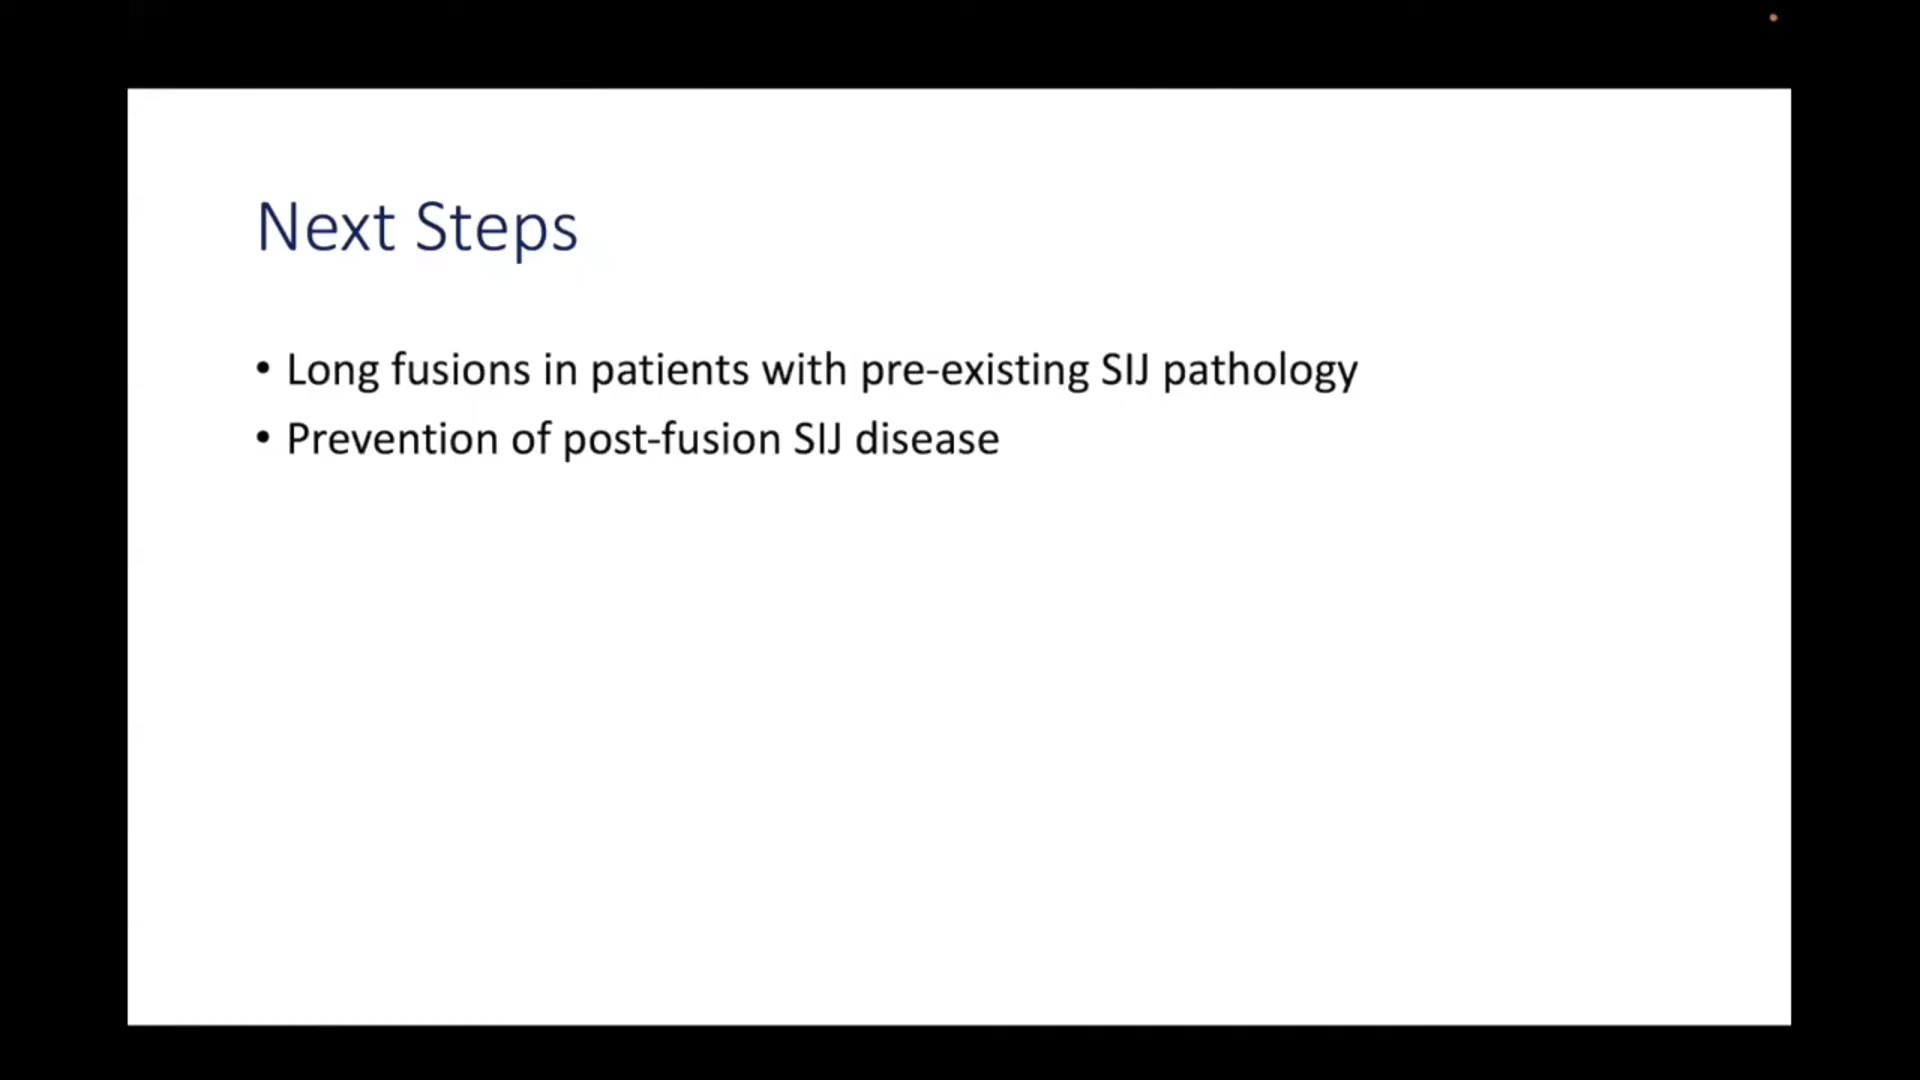 Next Steps
• Long fusions in patients with pre-existing SIJ pathology
• Prevention of post-fusion SIJ disease